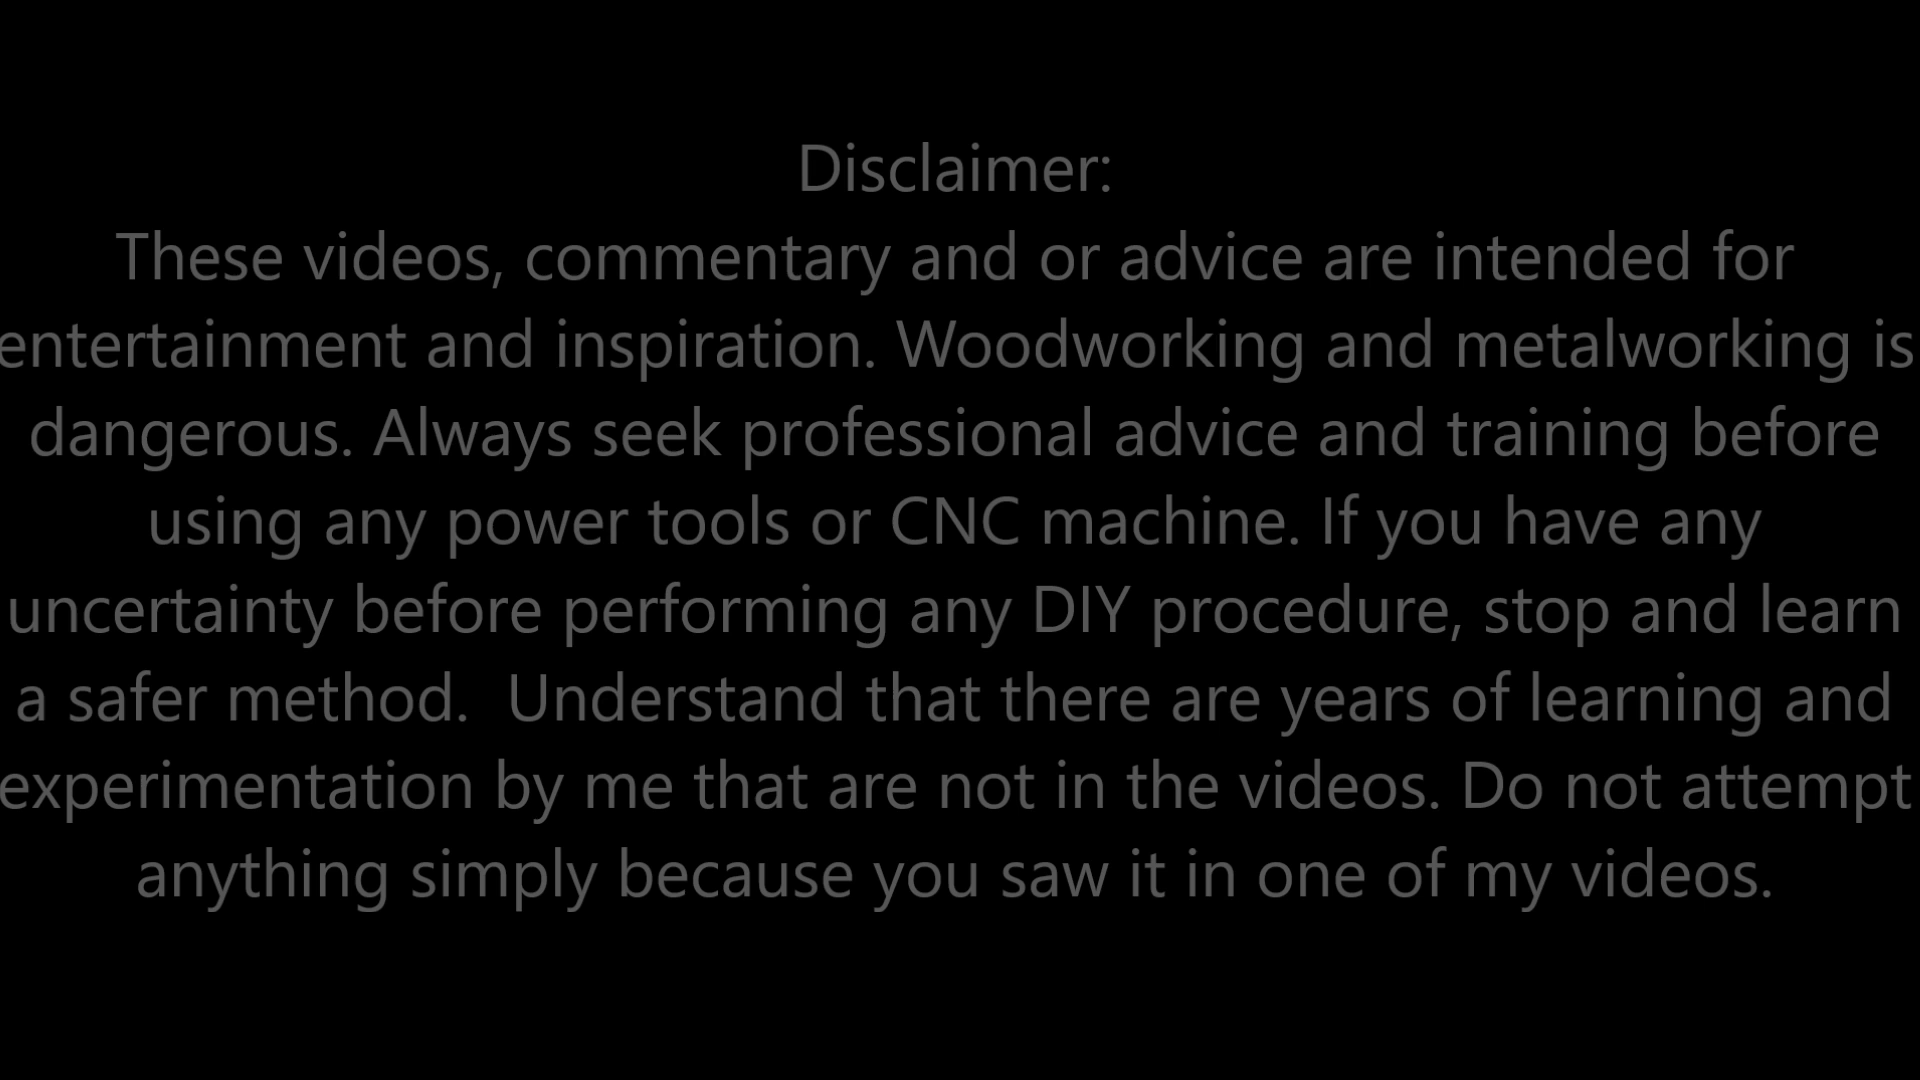 Disclaimer:
These videos, commentary and or advice are intended for
entertainment and inspiration. Woodworking and metalworking is
dangerous. Always seek professional advice and training before
using any power tools or CNC machine. If you have any
uncertainty before performing any DIY procedure, stop and learn
a safer method.  Understand that there are years of learning and
experimentation by me that are not in the videos. Do not attempt
anything simply because you saw it in one of my videos.